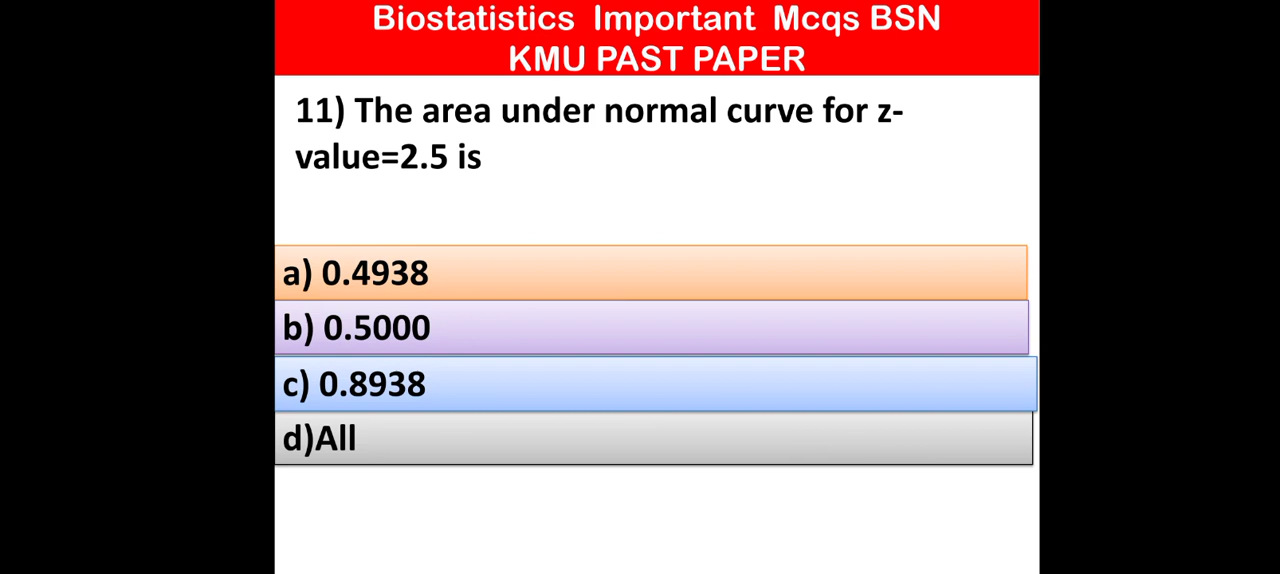 Biostatistics Important Mcqs BSN
KMU PAST PAPER
11) The area under normal curve for z-
value=2.5 is
a) 0.4938
b) 0.5000
c) 0.8938
d)All